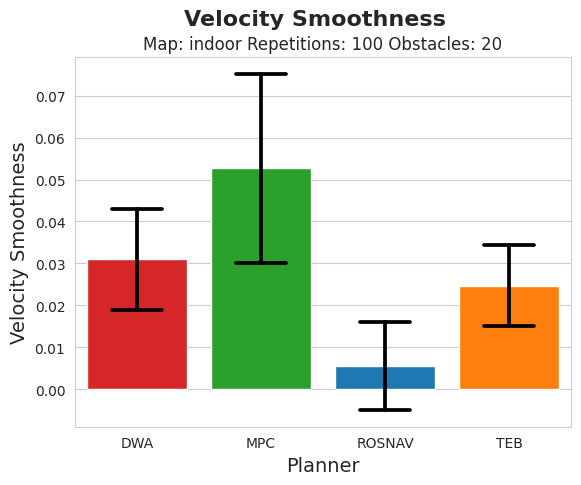 Velocity Smoothness
Map: indoor Repetitions: 100 Obstacles: 20
Velocity Smoothness
0.07
0.06
0.05
0.04
0.03
0.02
0.01
0.00
DWA MPC ROSNAV TEB
Planner